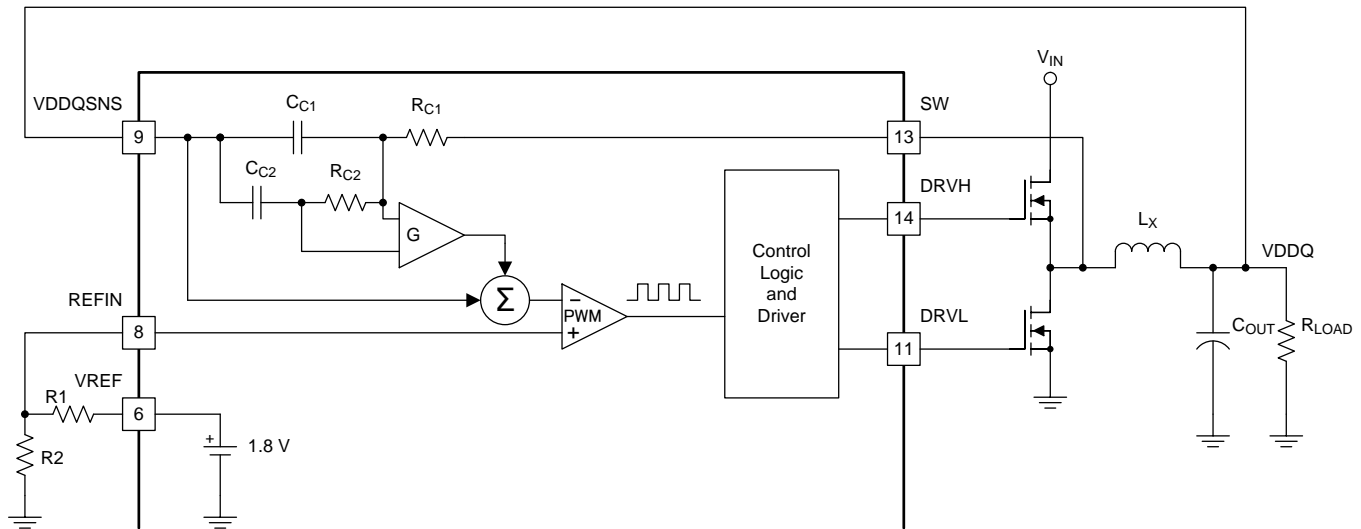 VIN
VDDQSNS
CC1
RC1
SW
9
13
CC2
RC2
DRVH
G
14
LX
VDDQ
Control
Logic
and
Driver
REFIN
Σ
−
PWM
+
DRVL
8
11
COUT
RLOAD
VREF
R1
6
+
1.8 V
R2